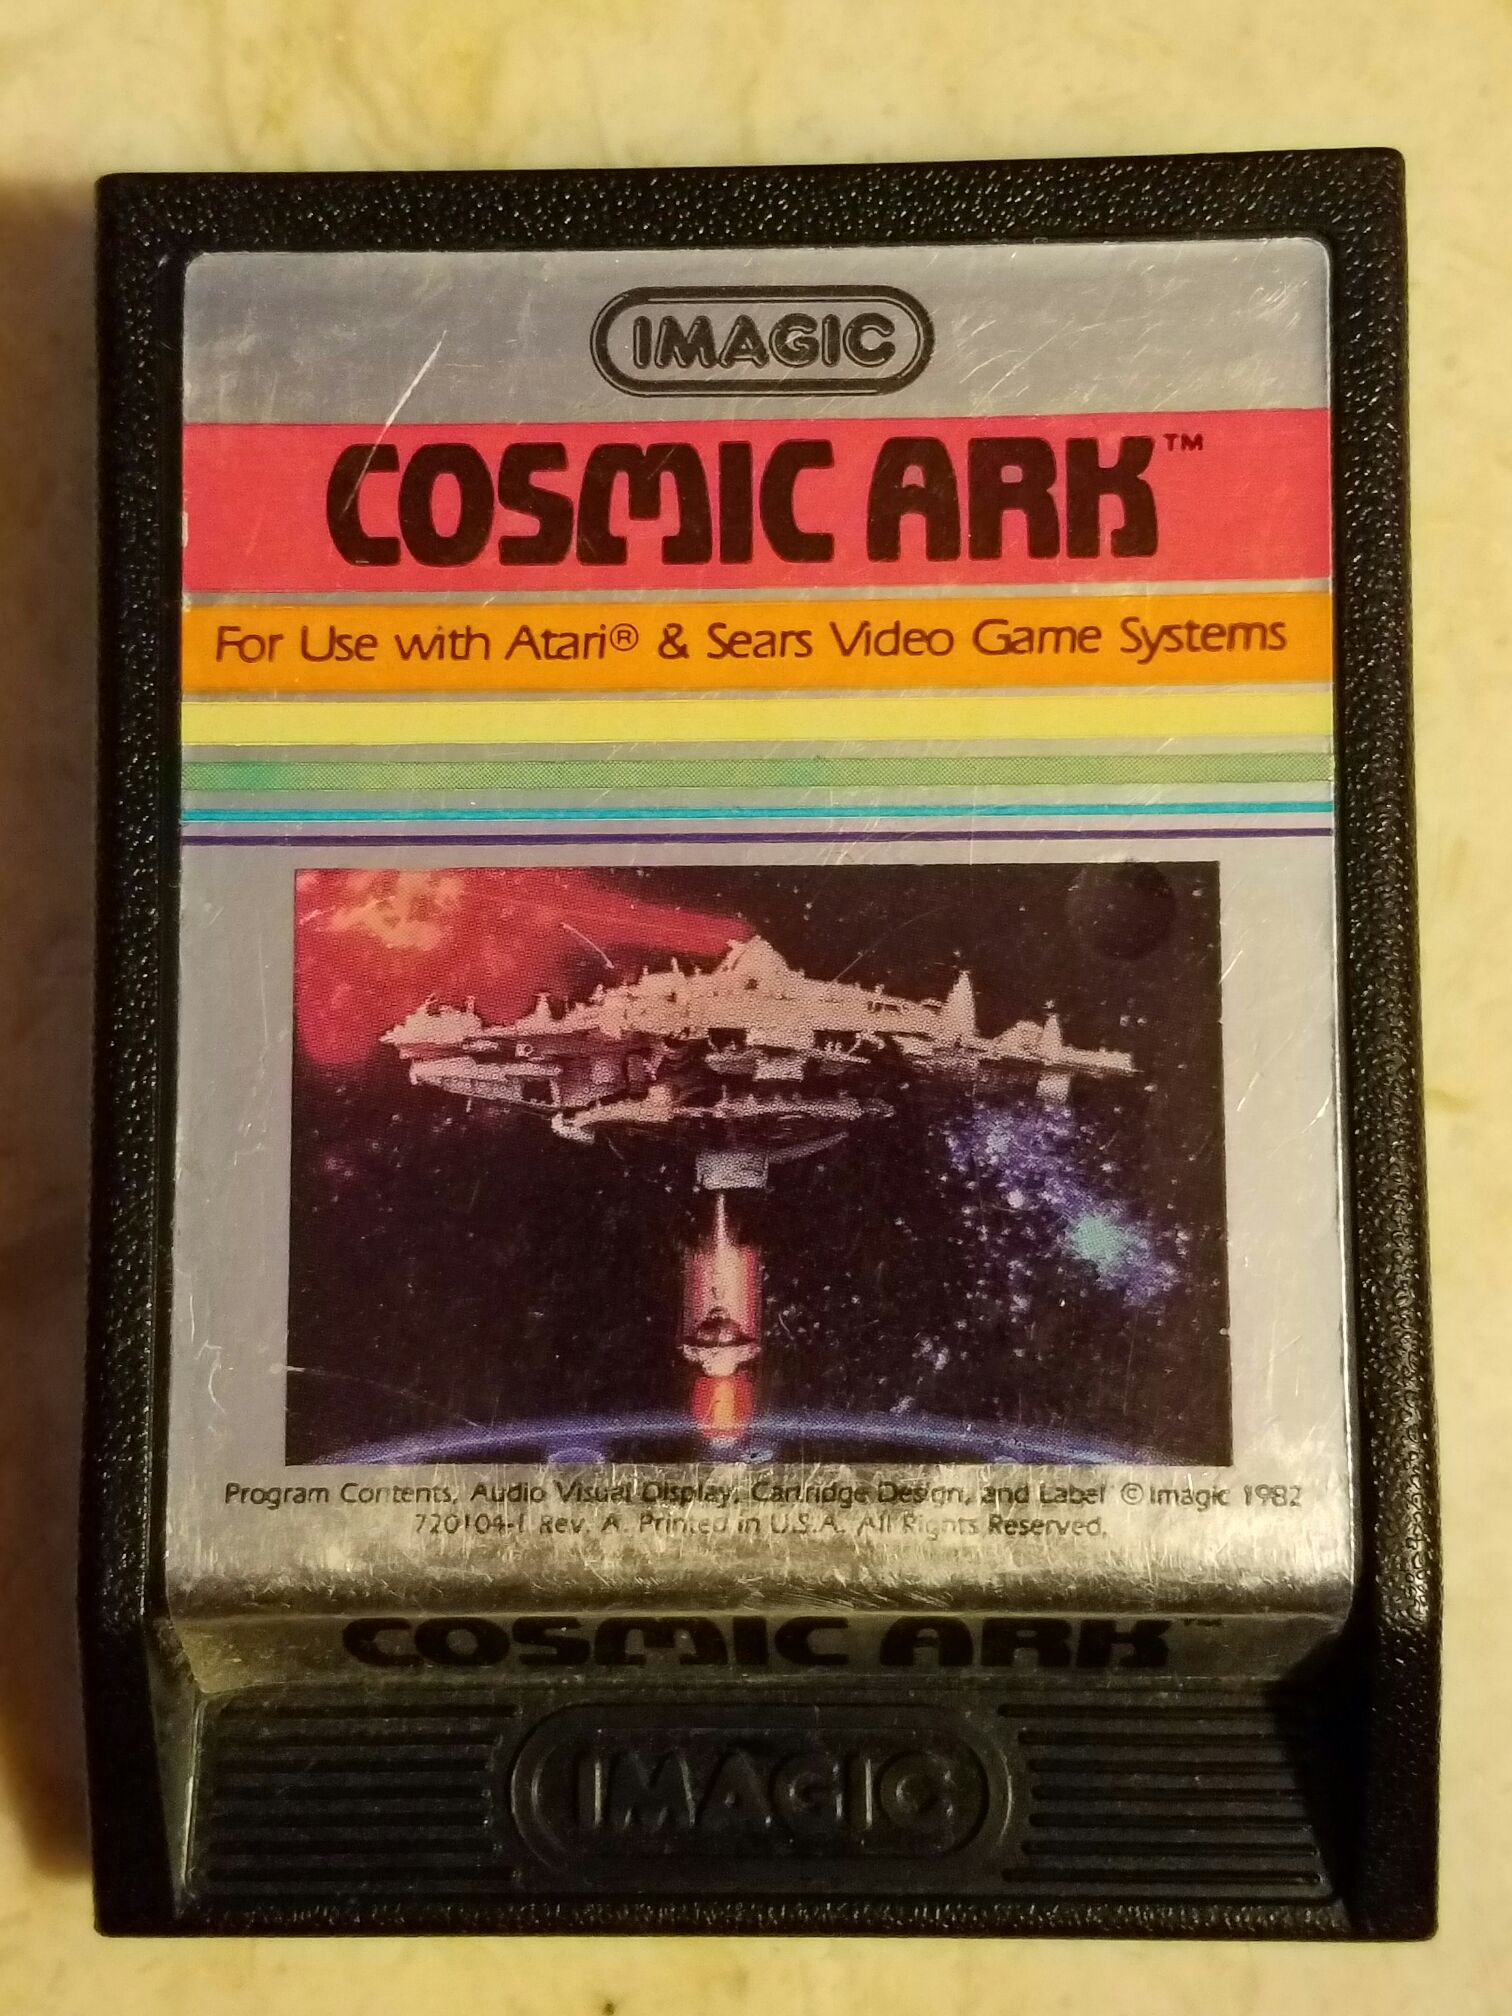 IMAGIC
COSMIC ARK™
For Use with Atari® & Sears Video Game Systems
Program Contents, Audio Visual Display, Cartridge Design, and Label © Imagic 1982
720104-1 Rev. A. Printed in U.S.A. All Rights Reserved.
COSMIC ARK™
IMAGIC